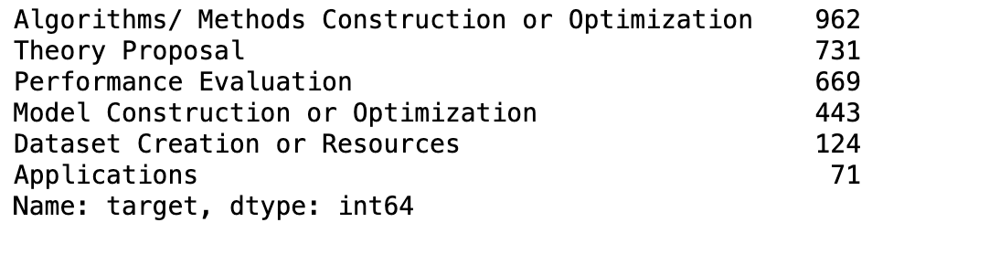 Algorithms/ Methods Construction or Optimization 962
Theory Proposal 731
Performance Evaluation 669
Model Construction or Optimization 443
Dataset Creation or Resources 124
Applications 71
Name: target, dtype: int64